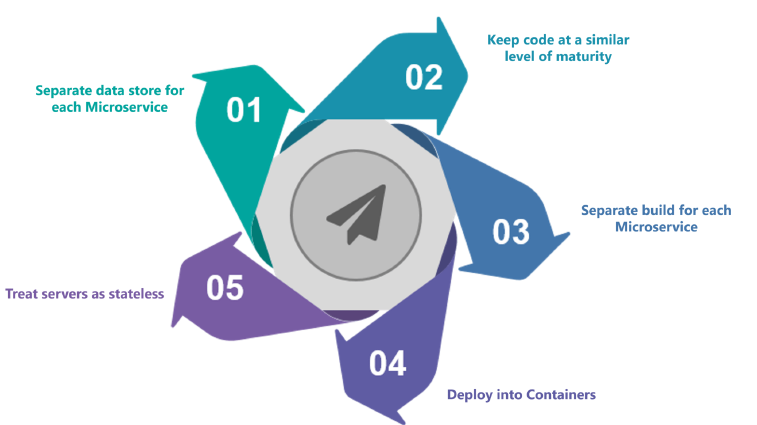 01
Separate data store for
each Microservice
02
Keep code at a similar
level of maturity
03
Separate build for each
Microservice
04
Deploy into Containers
05
Treat servers as stateless